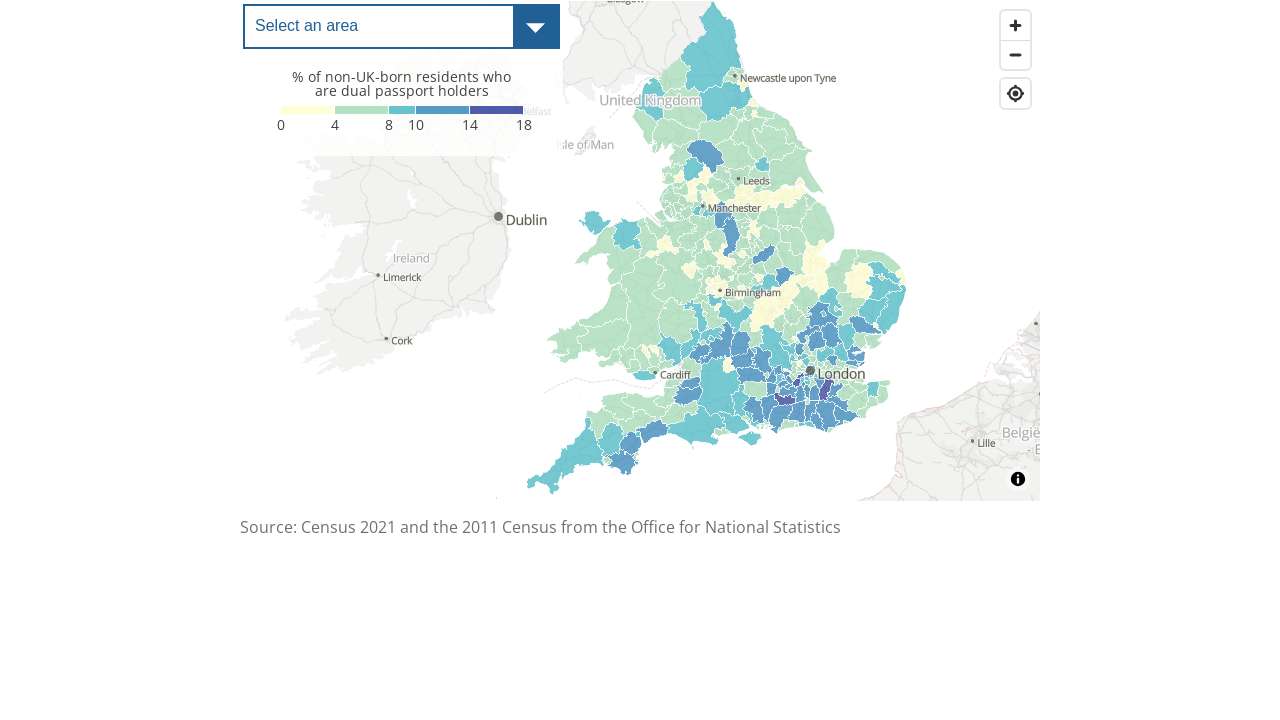 Select an area
% of non-UK-born residents who
are dual passport holders
0 4 8 10 14 18
Newcastle upon Tyne
United Kingdom
Isle of Man
Leeds
Manchester
Dublin
Ireland
Limerick
Birmingham
Cork
Cardiff
London
Lille
Source: Census 2021 and the 2011 Census from the Office for National Statistics